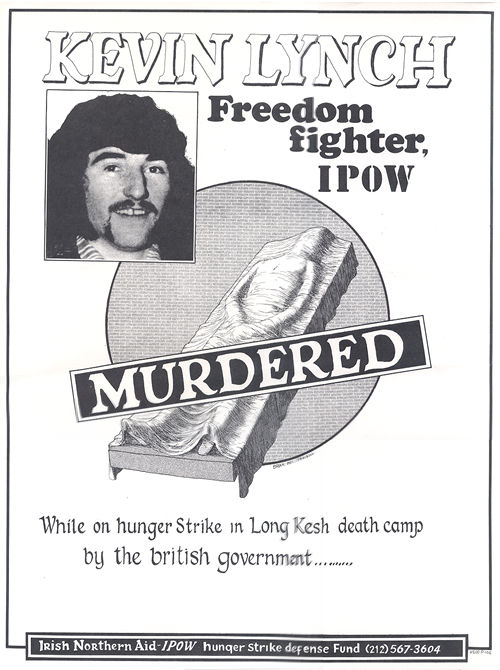 KEVIN LYNCH
Freedom
fighter,
IPOW
MURDERED
While on hunger Strike in Long Kesh death camp
by the british government.........
Irish Northern Aid-IPOW hunger Strike defense Fund (212) 567-3604